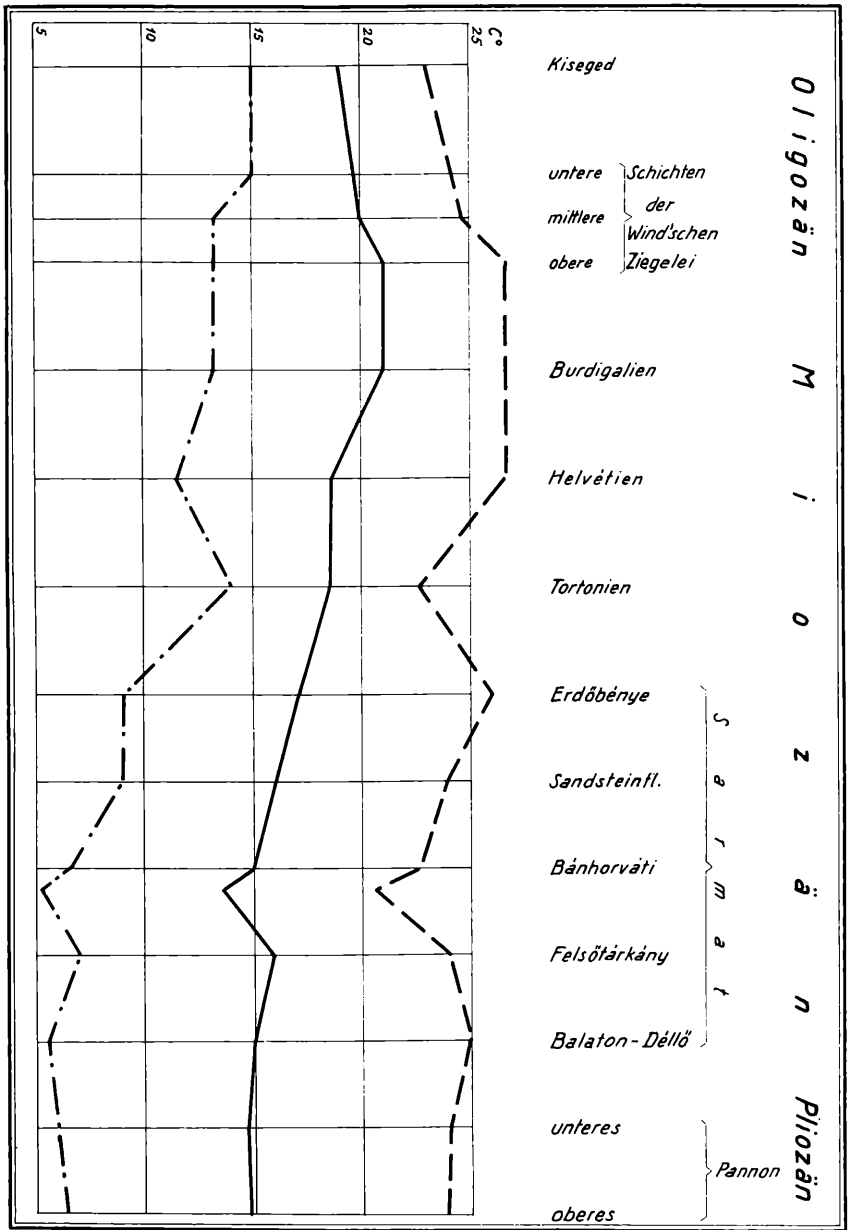 5
10
15
20
25
C°
Kiseged
untere
mittlere
obere
Schichten
der
Wind'schen
Ziegelei
Burdigalien
Helvétien
Tortonien
Erdőbénye
Sandsteinfl.
Bánhorváti
Felsőtárkány
Balaton-Déllő
Sarmat
unteres
oberes
Pannon
Oligozän
Miozän
Pliozän